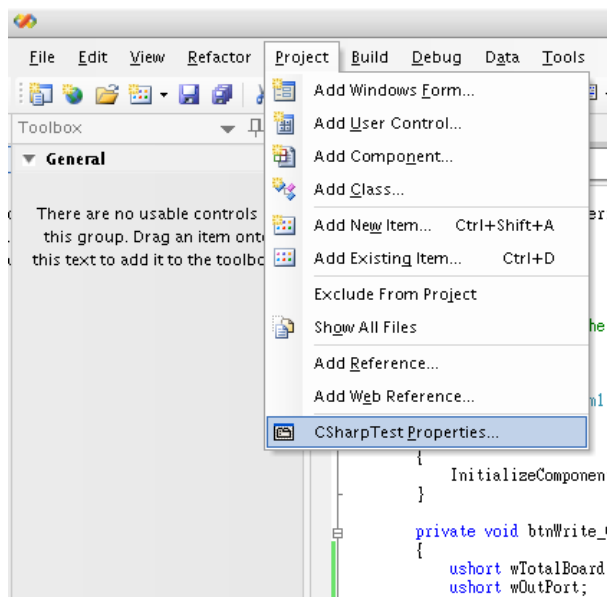 File Edit View Refactor Project Build Debug Data Tools
Toolbox
General
There are no usable controls
this group. Drag an item onto
this text to add it to the toolbo
Add Windows Form...
Add User Control...
Add Component...
Add Class...
Add New Item... Ctrl+Shift+A
Add Existing Item... Ctrl+D
Exclude From Project
Show All Files
Add Reference...
Add Web Reference...
CSharpTest Properties...
er
he
m1
{
InitializeComponen
}
private void btnWrite_
{
ushort wTotalBoard
ushort wOutPort;